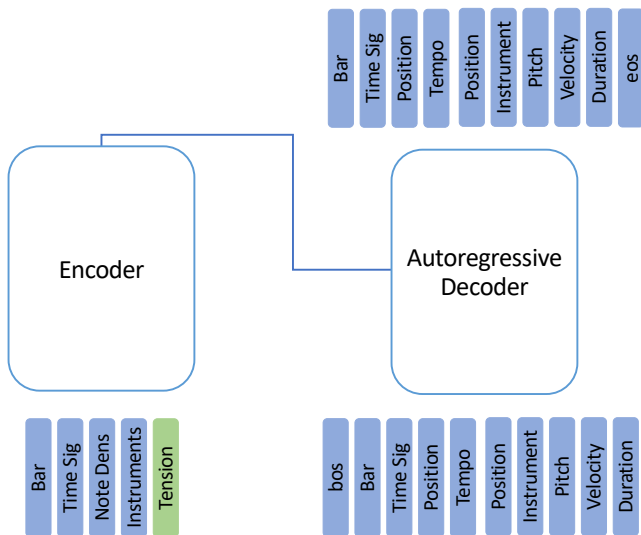 Bar
Time Sig
Position
Tempo
Position
Instrument
Pitch
Velocity
Duration
eos
Encoder
Autoregressive
Decoder
Bar
Time Sig
Note Dens
Instruments
Tension
bos
Bar
Time Sig
Position
Tempo
Position
Instrument
Pitch
Velocity
Duration